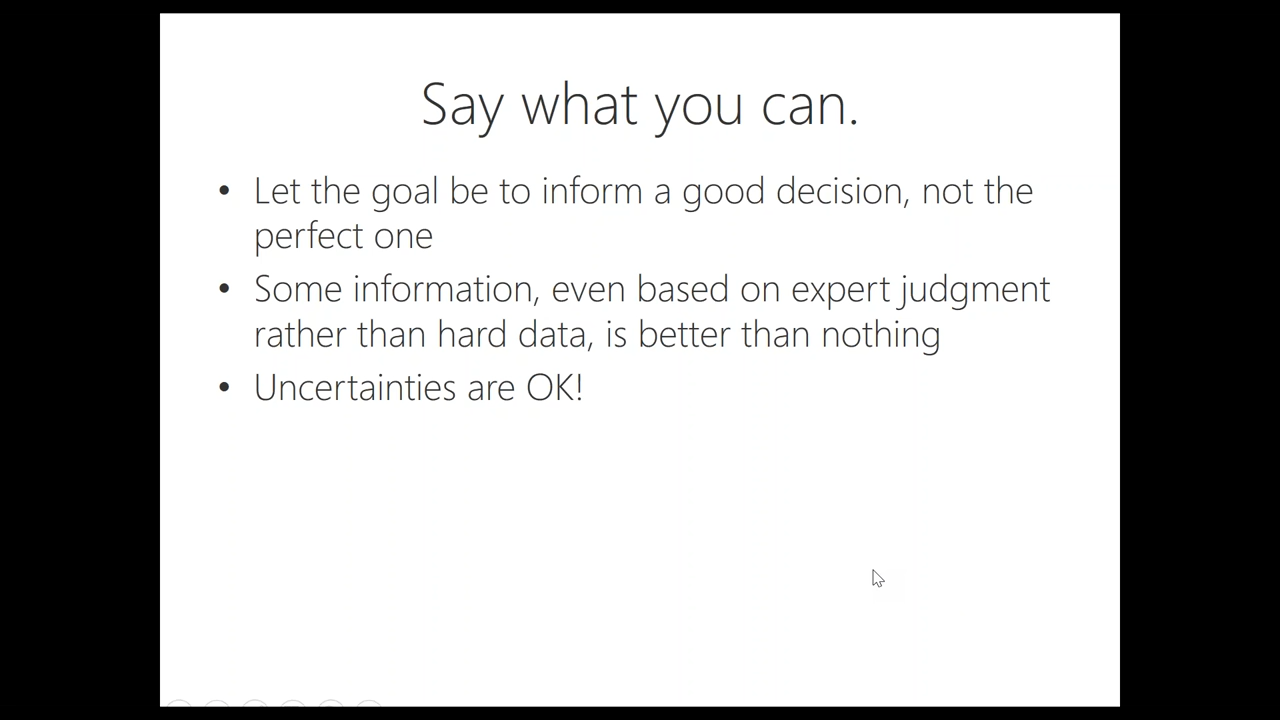 Say what you can.
• Let the goal be to inform a good decision, not the
perfect one
• Some information, even based on expert judgment
rather than hard data, is better than nothing
• Uncertainties are OK!